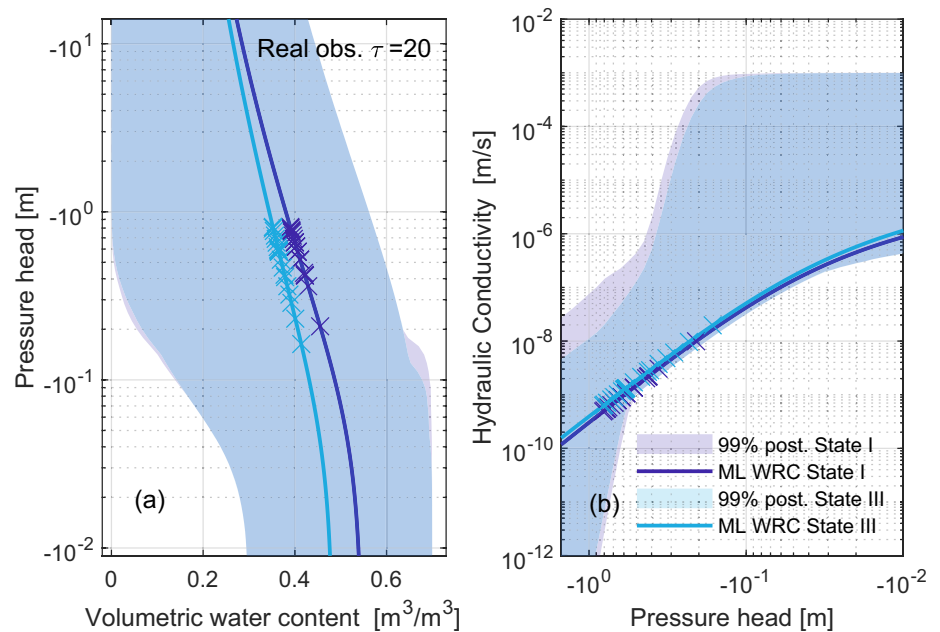 Real obs. τ =20
-10^1
-10^0
-10^-1
-10^-2
Pressure head [m]
(a)
0
0.2
0.4
0.6
Volumetric water content [m^3/m^3]
10^-2
10^-4
10^-6
10^-8
10^-10
10^-12
Hydraulic Conductivity [m/s]
99% post. State I
ML WRC State I
99% post. State III
ML WRC State III
(b)
-10^0
-10^-1
-10^-2
Pressure head [m]